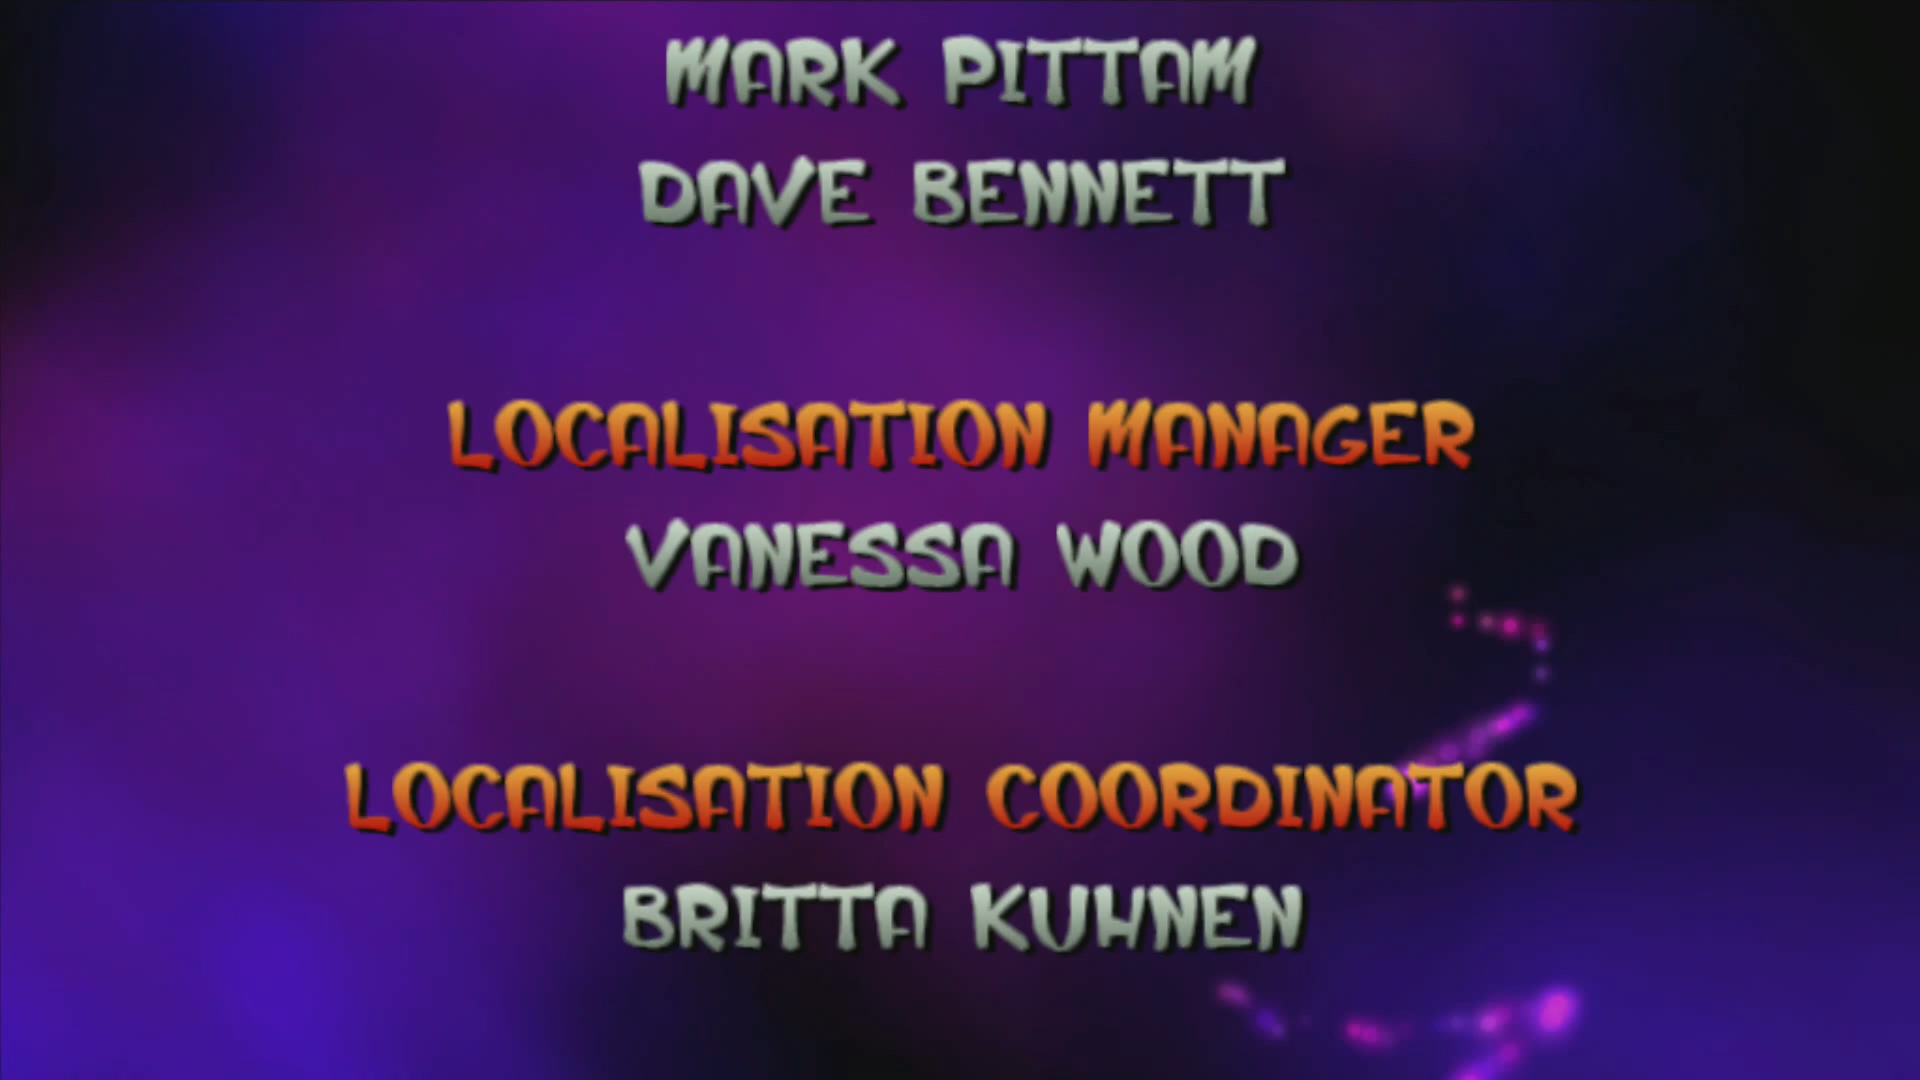 MARK PITTAM
DAVE BENNETT
LOCALISATION MANAGER
VANESSA WOOD
LOCALISATION COORDINATOR
BRITTA KUHNEN